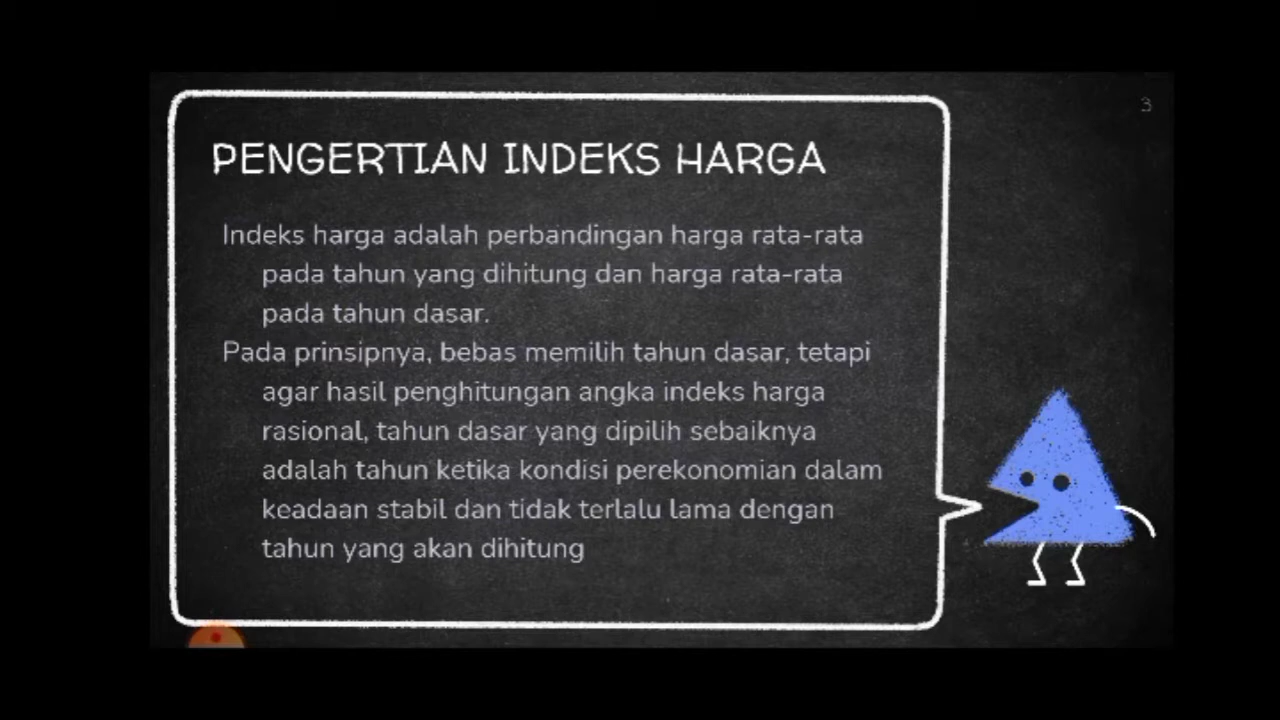 3
PENGERTIAN INDEKS HARGA
Indeks harga adalah perbandingan harga rata-rata
pada tahun yang dihitung dan harga rata-rata
pada tahun dasar.
Pada prinsipnya, bebas memilih tahun dasar, tetapi
agar hasil penghitungan angka indeks harga
rasional, tahun dasar yang dipilih sebaiknya
adalah tahun ketika kondisi perekonomian dalam
keadaan stabil dan tidak terlalu lama dengan
tahun yang akan dihitung